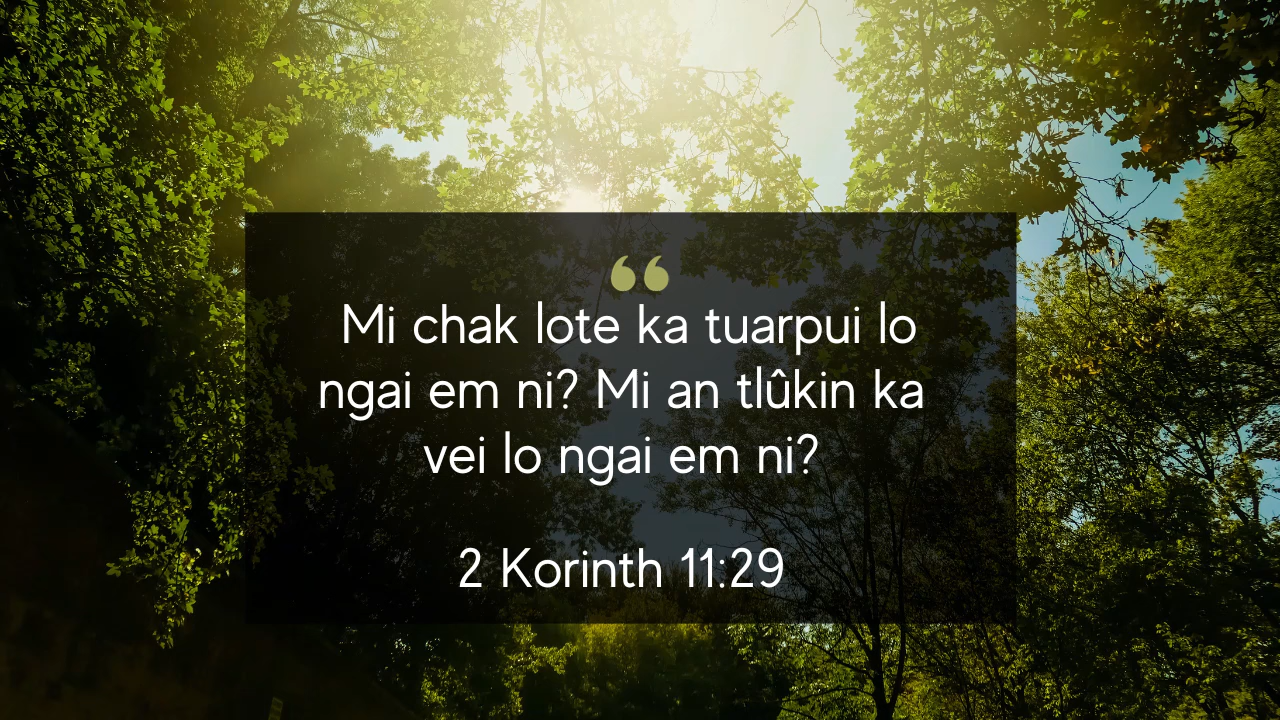 Mi chak lote ka tuarpui lo
ngai em ni? Mi an tlûkin ka
vei lo ngai em ni?
2 Korinth 11:29